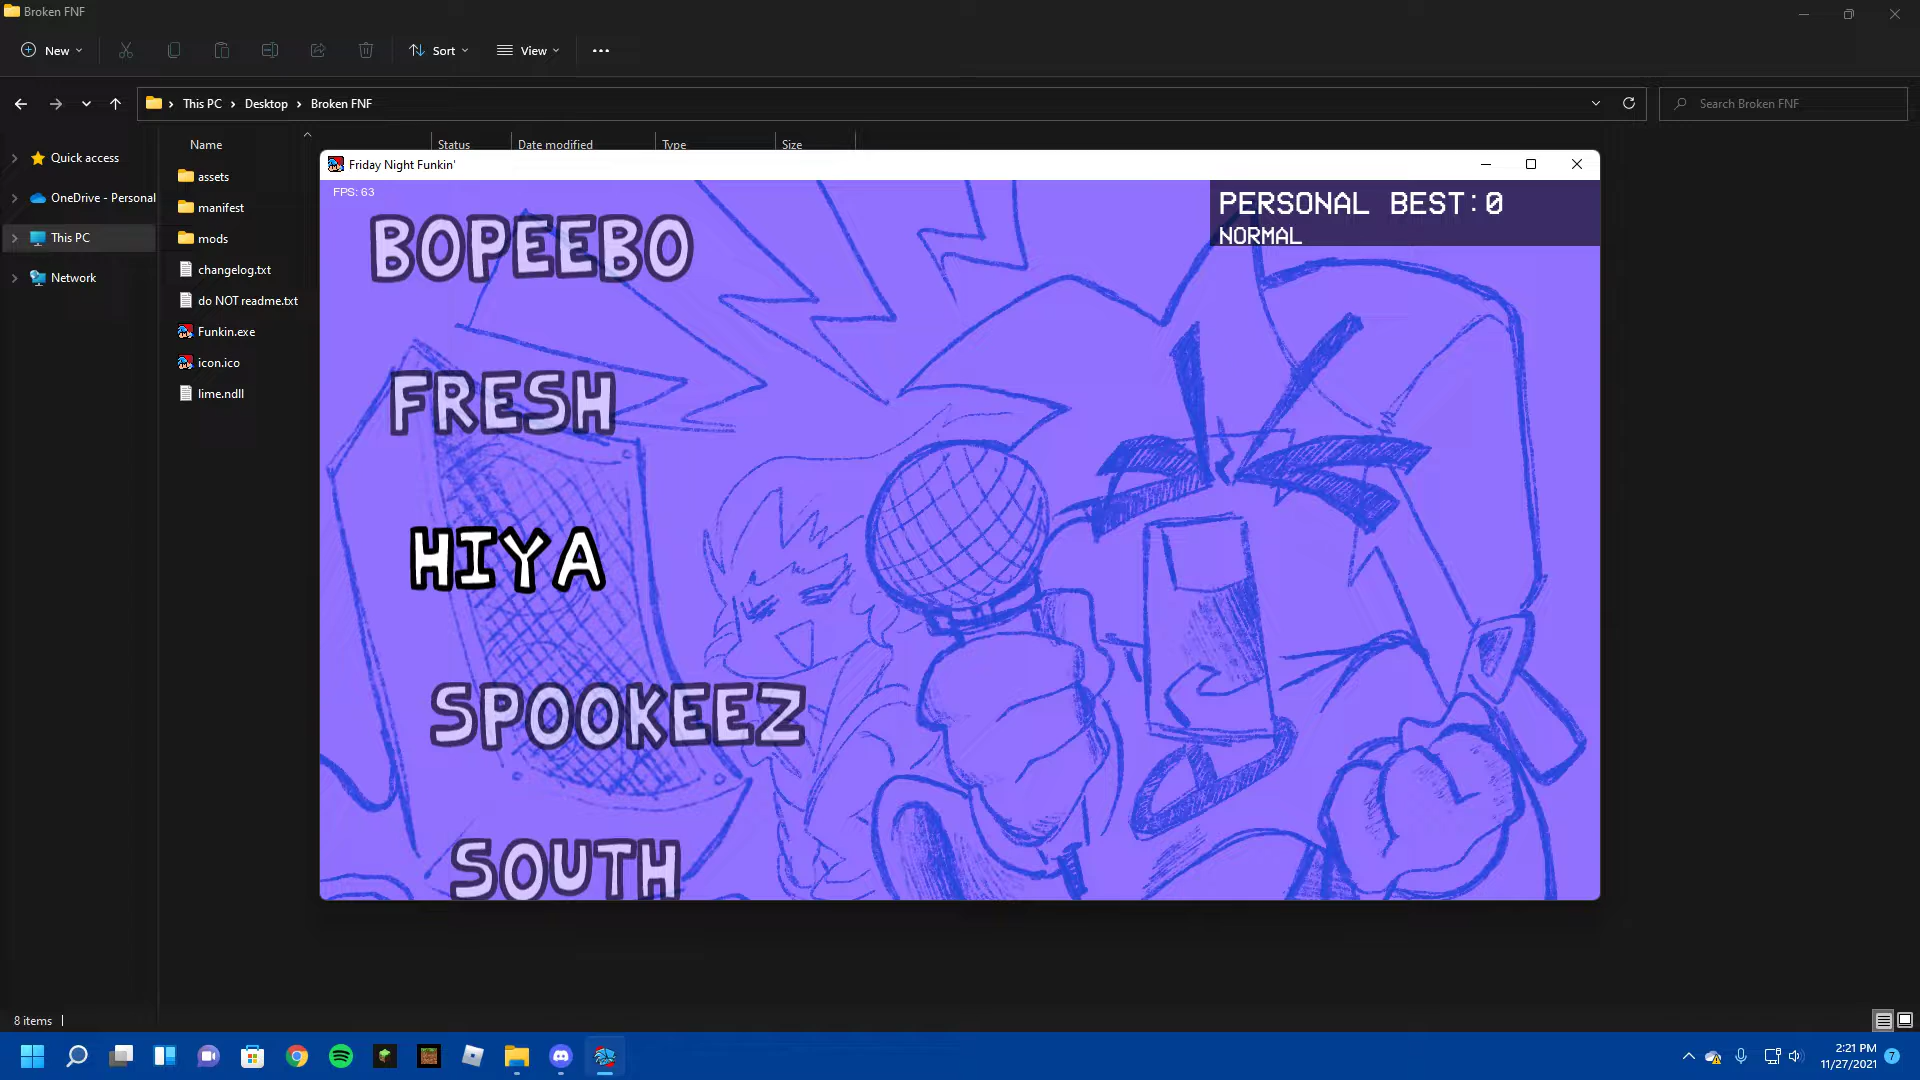 Broken FNF
New
Sort
View
This PC
Desktop
Broken FNF
Search Broken FNF
Name
Status
Date modified
Type
Size
Quick access
OneDrive - Personal
This PC
Network
assets
manifest
mods
changelog.txt
do NOT readme.txt
Funkin.exe
icon.ico
lime.ndll
Friday Night Funkin'
FPS: 63
PERSONAL BEST:0
NORMAL
BOPEEBO
FRESH
HIYA
SPOOKEEZ
SOUTH
8 items
2:21 PM
11/27/2021
7